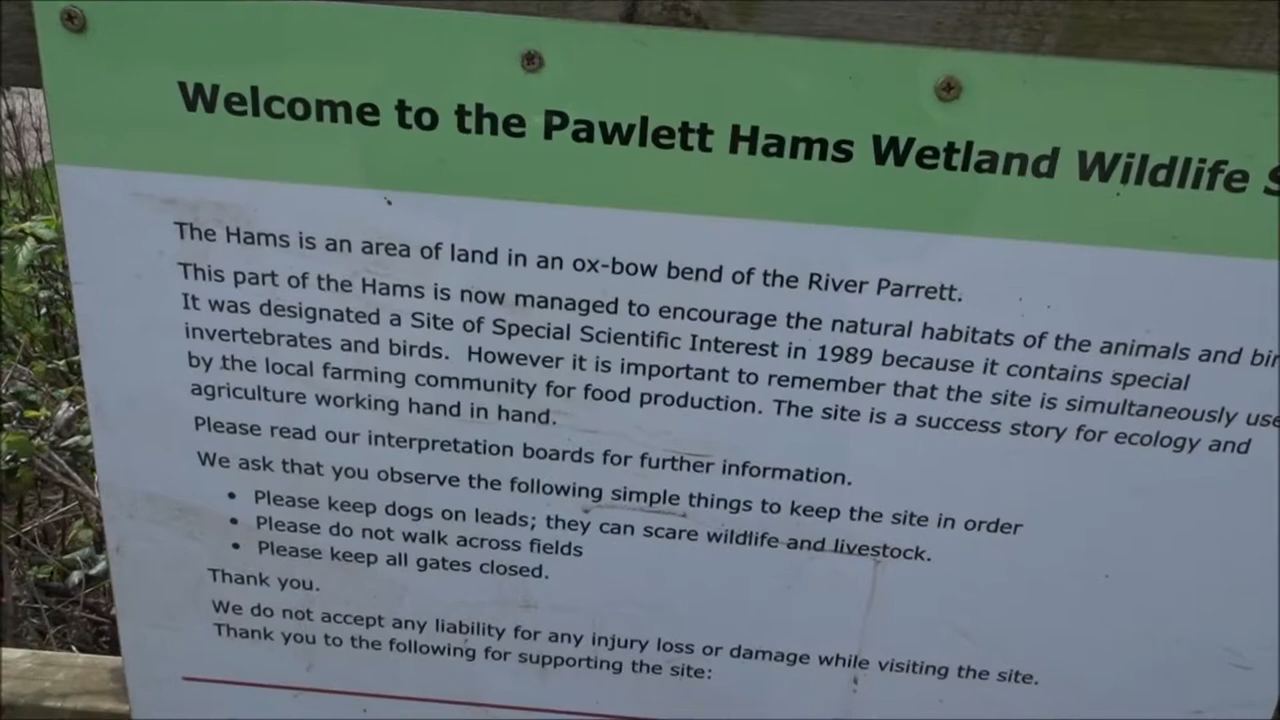 Welcome to the Pawlett Hams Wetland Wildlife
The Hams is an area of land in an ox-bow bend of the River Parrett.
This part of the Hams is now managed to encourage the natural habitats of the animals and
It was designated a Site of Special Scientific Interest in 1989 because it contains special
invertebrates and birds. However it is important to remember that the site is simultaneously
by the local farming community for food production. The site is a success story for ecology and
agriculture working hand in hand.
Please read our interpretation boards for further information.
We ask that you observe the following simple things to keep the site in order
• Please keep dogs on leads; they can scare wildlife and livestock.
• Please do not walk across fields
• Please keep all gates closed.
Thank you.
We do not accept any liability for any injury loss or damage while visiting the site.
Thank you to the following for supporting the site: